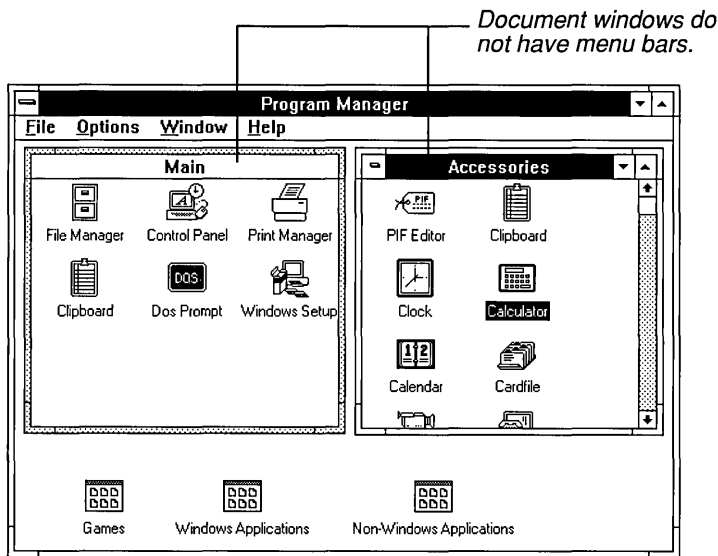 Document windows do
not have menu bars.
Program Manager
File Options Window Help
Main
Accessories
File Manager Control Panel Print Manager
PIF
PIF Editor Clipboard
DOS
Clipboard Dos Prompt Windows Setup
Clock Calculator
12
Calendar Cardfile
Games Windows Applications Non-Windows Applications